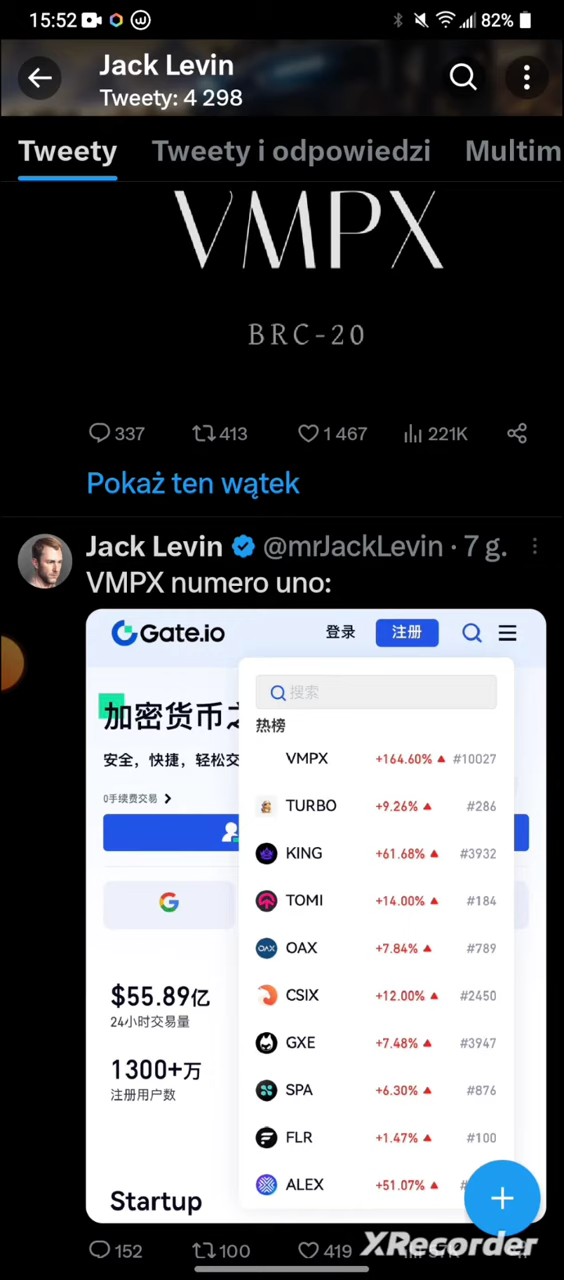 15:52 82%
Jack Levin
Tweety: 4 298
Tweety Tweety i odpowiedzi Multim
VMPX
BRC-20
337 413 1 467 221K
Pokaż ten wątek
Jack Levin @mrJackLevin · 7 g.
VMPX numero uno:
Gate.io 登录 注册
搜索
加密货币之
热榜
安全，快捷，轻松交
VMPX +164.60% #10027
0手续费交易
TURBO +9.26% #286
KING +61.68% #3932
TOMI +14.00% #184
OAX +7.84% #789
$55.89亿
CSIX +12.00% #2450
24小时交易量
GXE +7.48% #3947
1300+万
注册用户数
SPA +6.30% #876
FLR +1.47% #100
ALEX +51.07%
Startup
152 100 419
XRecorder